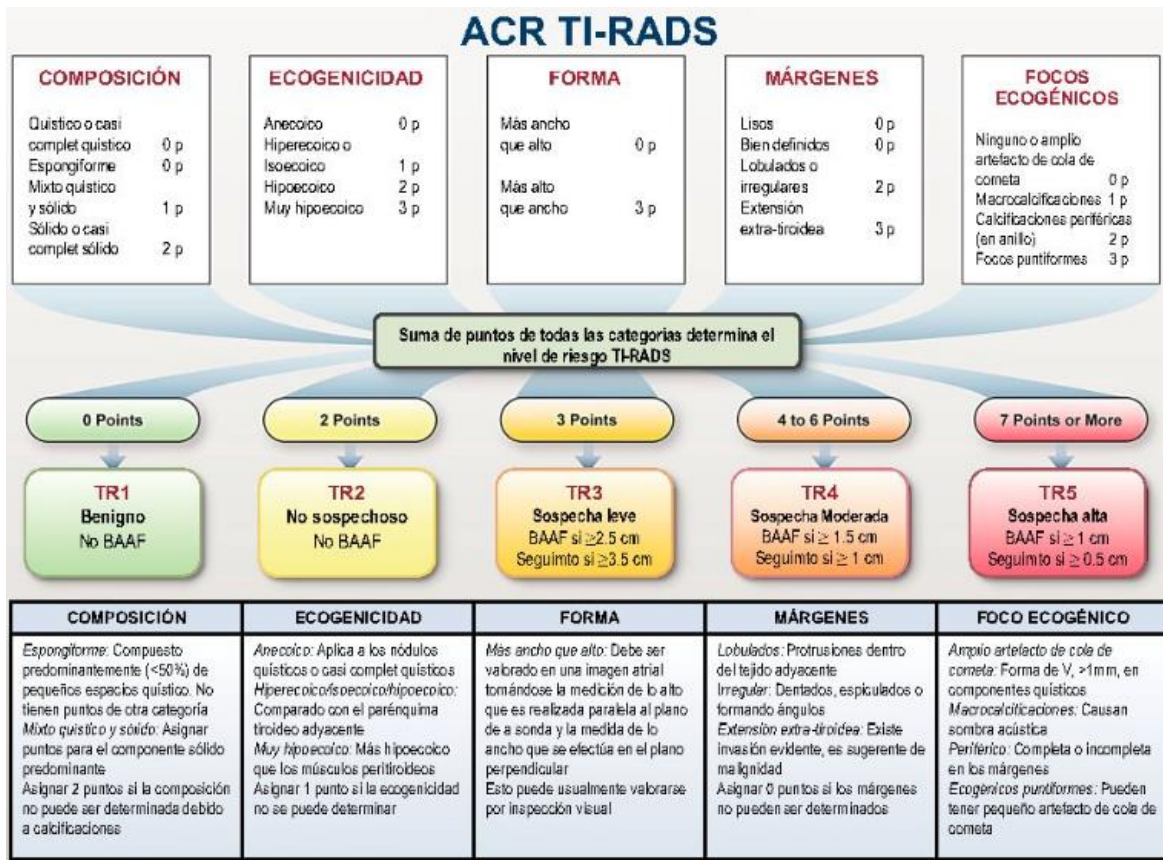 ACR TI-RADS
COMPOSICIÓN
Quístico o casi
complet quístico 0 p
Espongiforme 0 p
Mixto quístico
y sólido 1 p
Sólido o casi
complet sólido 2 p
ECOGENICIDAD
Anecoico 0 p
Hiperecoico o
Isoecoico 1 p
Hipoecoico 2 p
Muy hipoecoico 3 p
FORMA
Más ancho
que alto 0 p
Más alto
que ancho 3 p
MÁRGENES
Lisos 0 p
Bien definidos 0 p
Lobulados o
irregulares 2 p
Extensión
extra-tiroidea 3 p
FOCOS
ECOGÉNICOS
Ninguno o amplio
artefacto de cola de
cometa 0 p
Macrocalcificaciones 1 p
Calcificaciones periféricas
(en anillo) 2 p
Focos puntiformes 3 p
Suma de puntos de todas las categorias determina el
nivel de riesgo TI-RADS
0 Points
2 Points
3 Points
4 to 6 Points
7 Points or More
TR1
Benigno
No BAAF
TR2
No sospechoso
No BAAF
TR3
Sospecha leve
BAAF si ≥2.5 cm
Seguimto si ≥3.5 cm
TR4
Sospecha Moderada
BAAF si ≥ 1.5 cm
Seguimto si ≥ 1 cm
TR5
Sospecha alta
BAAF si ≥ 1 cm
Seguimto si ≥ 0.5 cm
COMPOSICIÓN
Espongiforme: Compuesto
predominantemente (<50%) de
pequeños espacios quístico. No
tienen puntos de otra categoría
Mixto quístico y sólido: Asignar
puntos para el componente sólido
predominante
Asignar 2 puntos si la composición
no puede ser determinada debido
a calcificaciones
ECOGENICIDAD
Anecoico: Aplica a los nódulos
quísticos o casi complet quísticos
Hiperecoico/isoecoico/hipoecoico:
Comparado con el parénquima
tiroideo adyacente
Muy hipoecoico: Más hipoecoico
que los músculos peritiroideos
Asignar 1 punto si la ecogenicidad
no se puede determinar
FORMA
Más ancho que alto: Debe ser
valorado en una imagen atrial
tomándose la medición de lo alto
que es realizada paralela al plano
de a sonda y la medida de lo
ancho que se efectúa en el plano
perpendicular
Esto puede usualmente valorarse
por inspección visual
MÁRGENES
Lobulados: Protrusiones dentro
del tejido adyacente
Irregular: Dentados, espiculados o
formando ángulos
Extensión extra-tiroidea: Existe
invasión evidente, es sugerente de
malignidad
Asignar 0 puntos si los márgenes
no pueden ser determinados
FOCO ECOGÉNICO
Amplio artefacto de cola de
cometa: Forma de V, >1mm, en
componentes quísticos
Macrocalcificaciones: Causan
sombra acústica
Periférico: Completa o incompleta
en los márgenes
Ecogénicos puntiformes: Pueden
tener pequeño artefacto de cola de
cometa